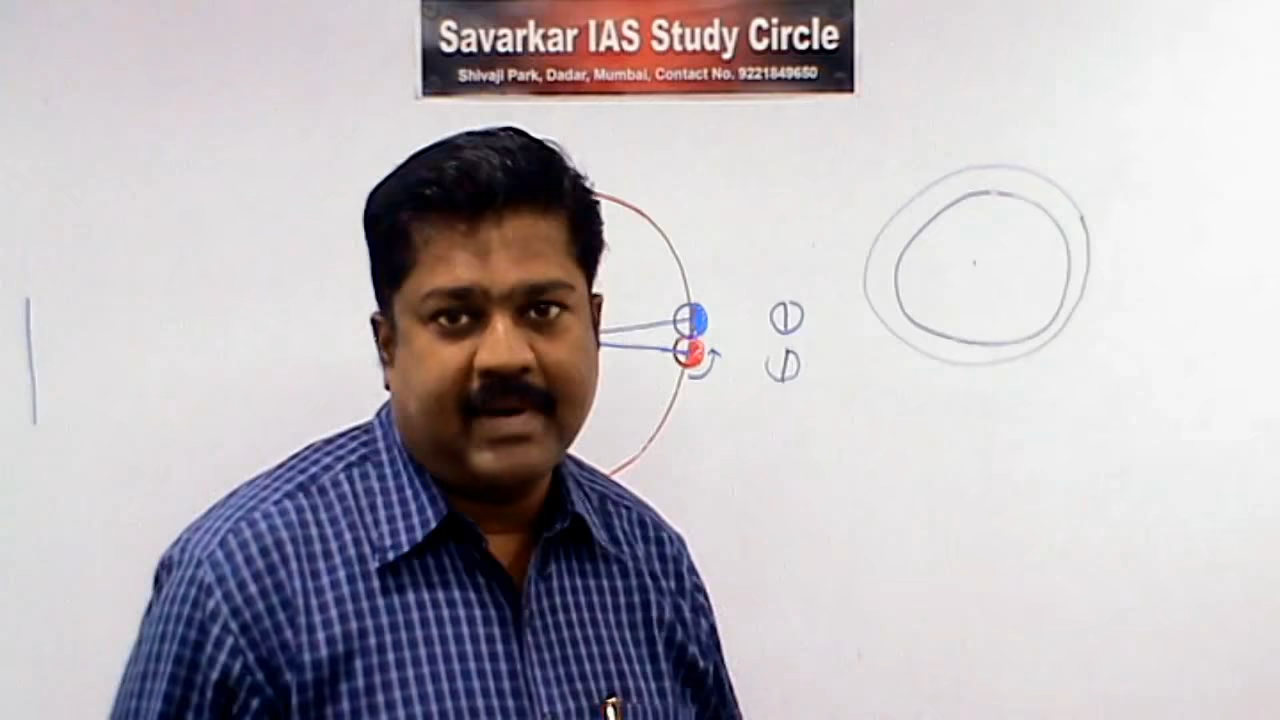 Savarkar IAS Study Circle
Shivaji Park, Dadar, Mumbai, Contact No. 9221849650